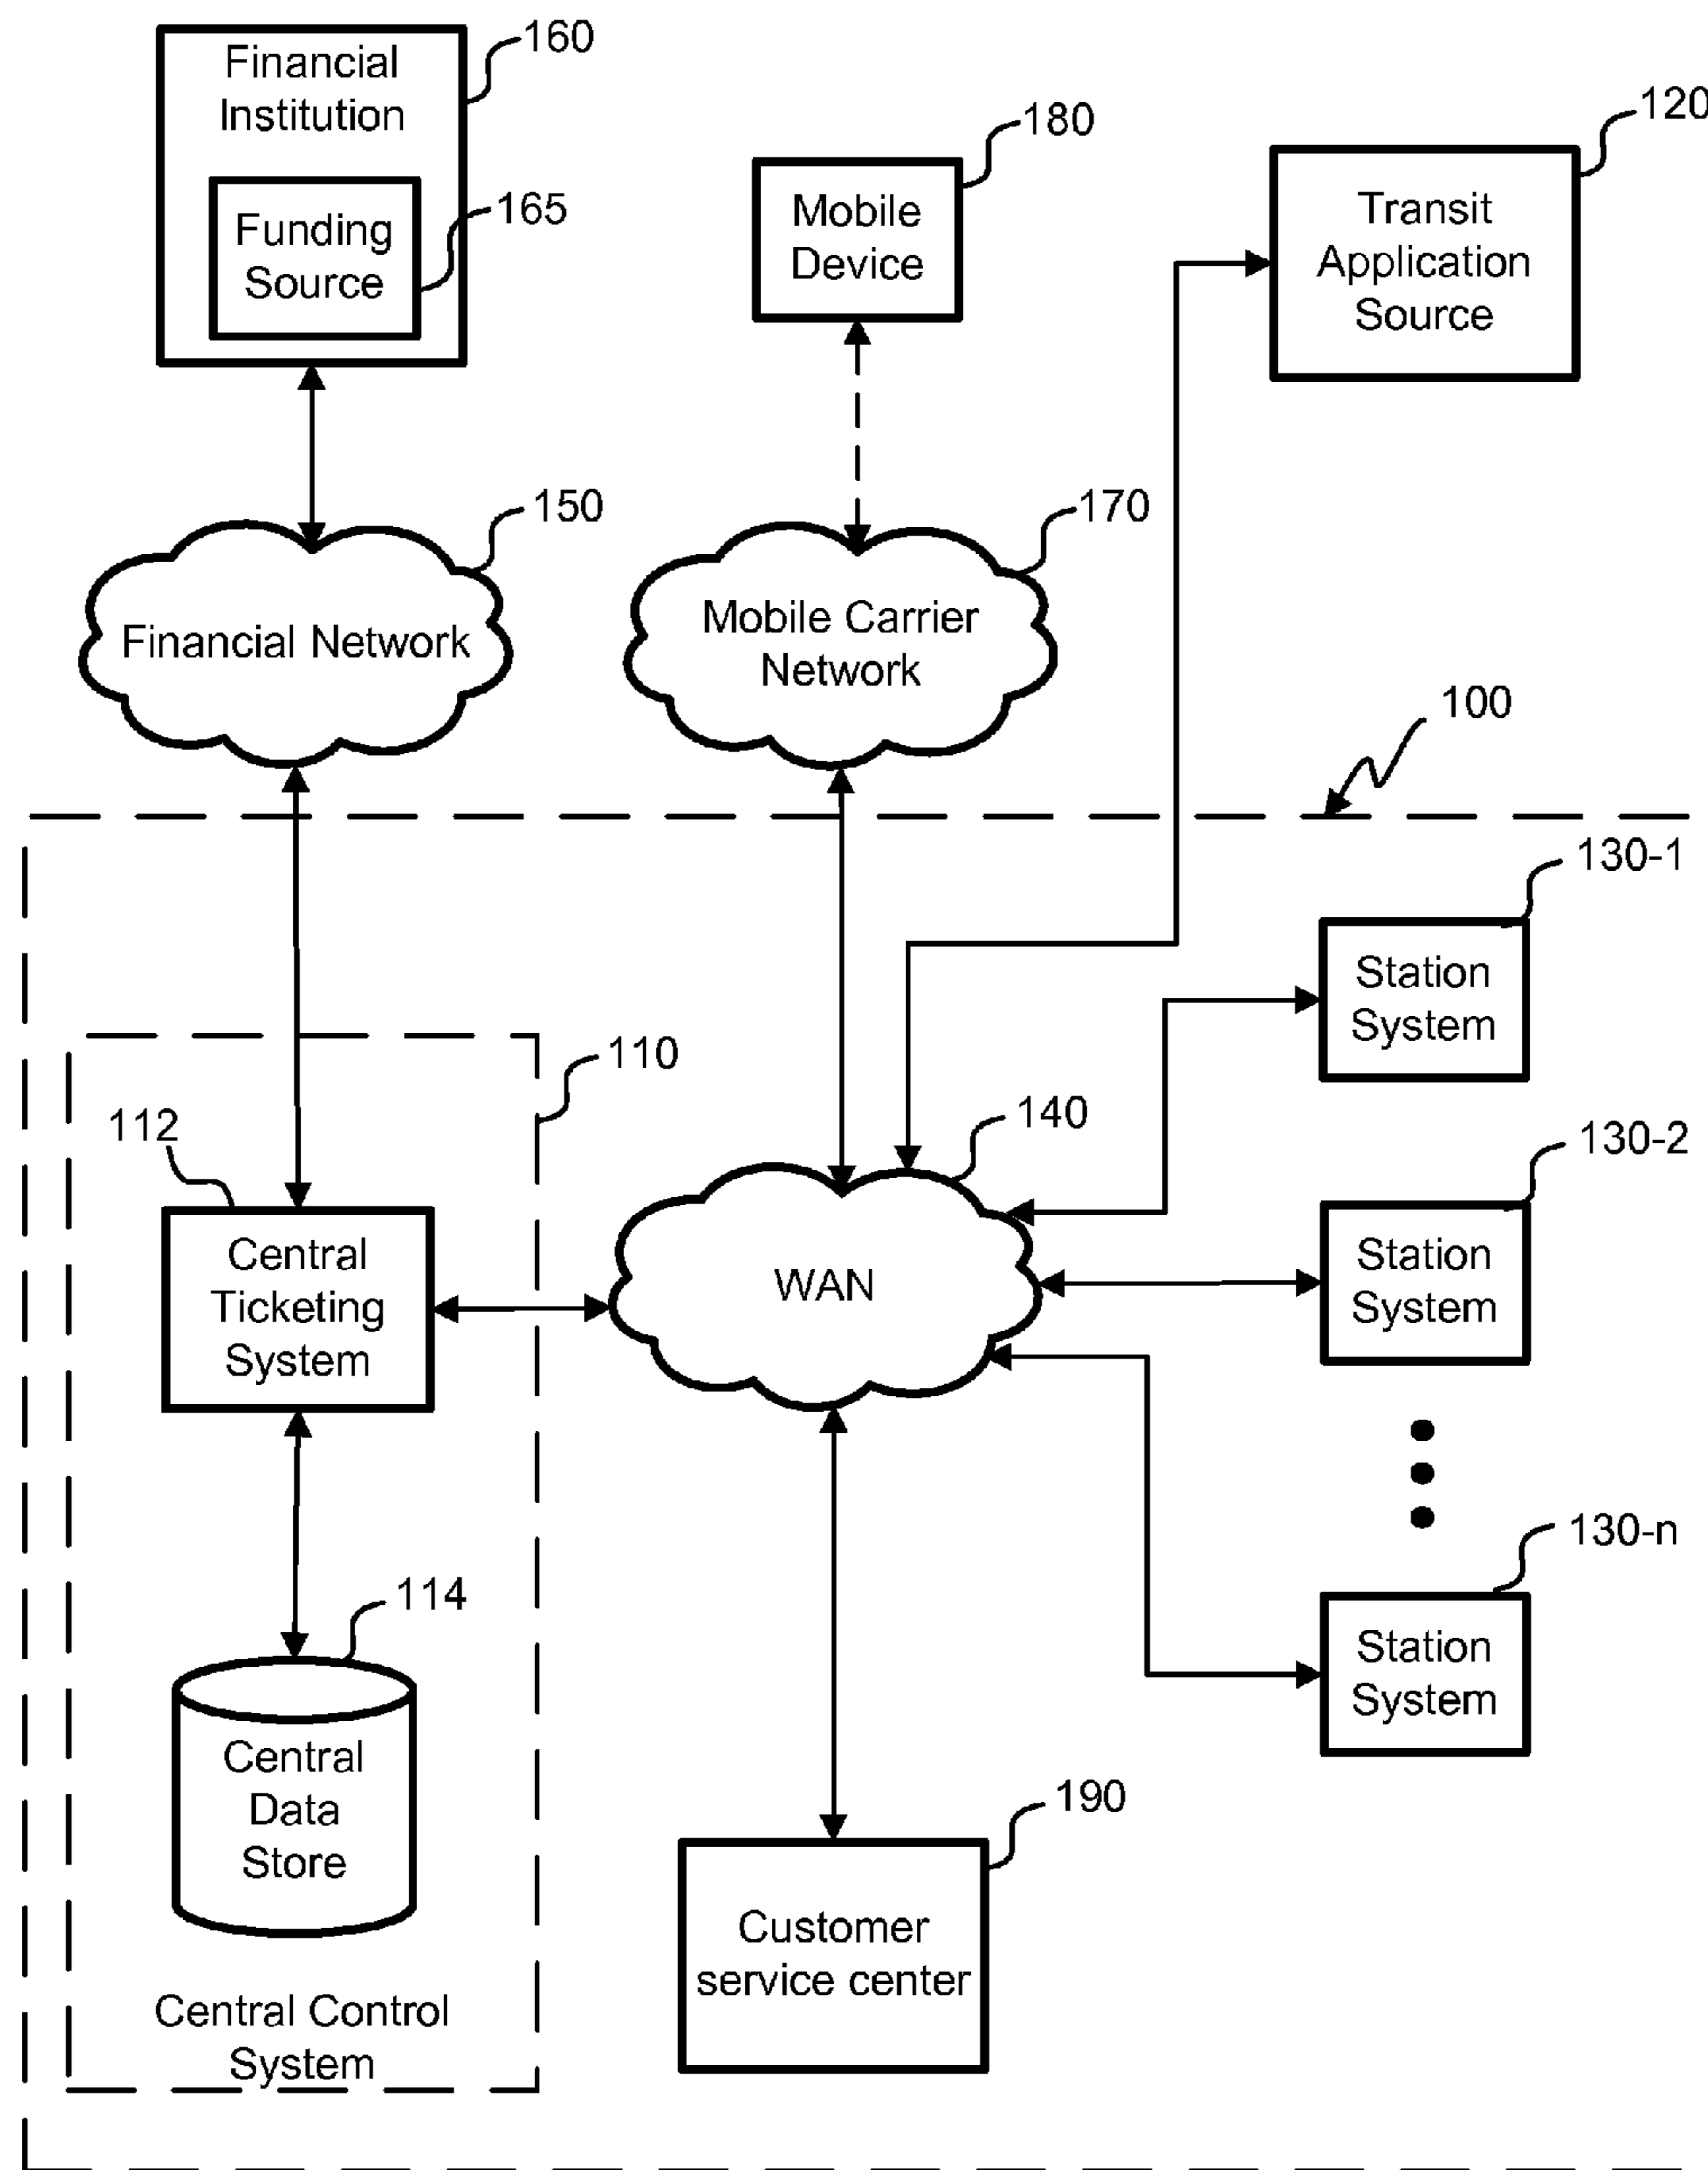 160
Financial
Institution
165
Funding
Source
180
Mobile
Device
120
Transit
Application
Source
150
Financial Network
170
Mobile Carrier
Network
100
130-1
Station
System
110
112
Central
Ticketing
System
140
WAN
130-2
Station
System
130-n
Station
System
114
Central
Data
Store
Central Control
System
190
Customer
service center